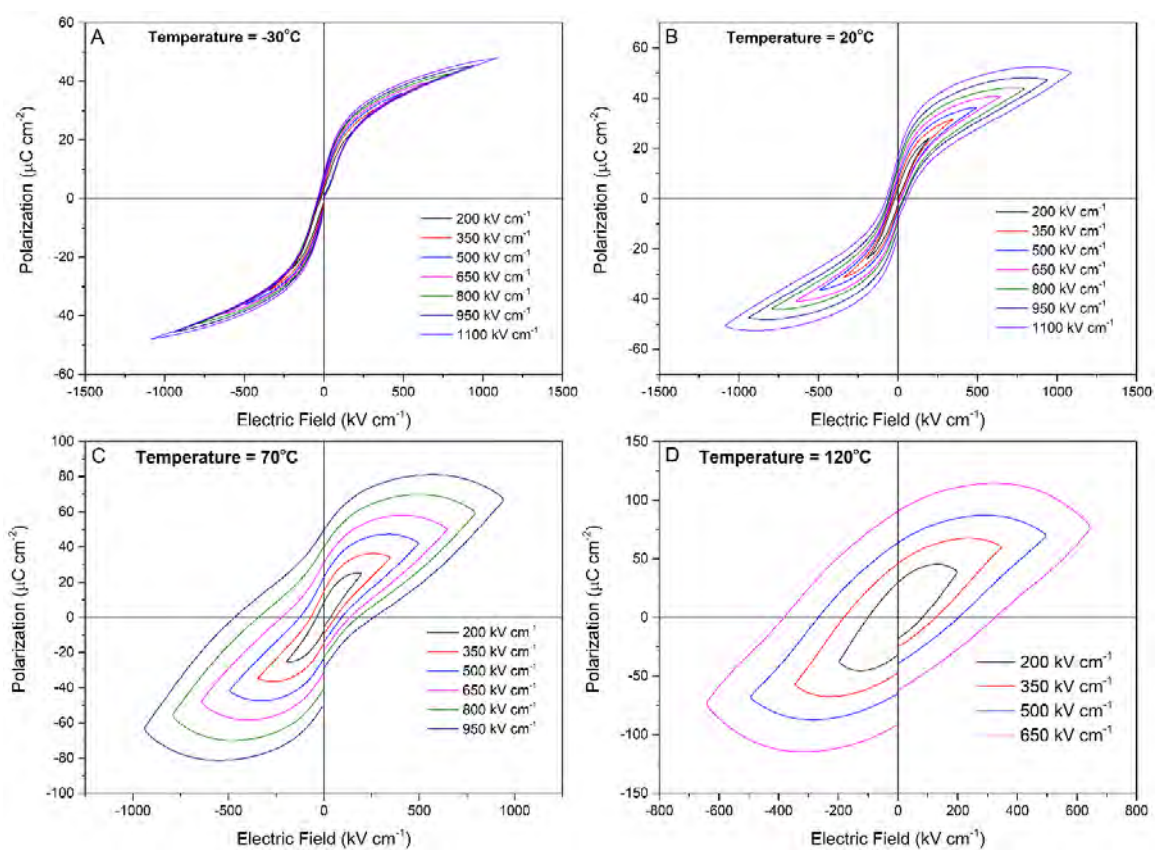 A
Temperature = -30°C
60
40
20
0
-20
-40
-60
Polarization (μC cm⁻²)
200 kV cm⁻¹
350 kV cm⁻¹
500 kV cm⁻¹
650 kV cm⁻¹
800 kV cm⁻¹
950 kV cm⁻¹
1100 kV cm⁻¹
-1500 -1000 -500 0 500 1000 1500
Electric Field (kV cm⁻¹)
B
Temperature = 20°C
60
40
20
0
-20
-40
-60
Polarization (μC cm⁻²)
200 kV cm⁻¹
350 kV cm⁻¹
500 kV cm⁻¹
650 kV cm⁻¹
800 kV cm⁻¹
950 kV cm⁻¹
1100 kV cm⁻¹
-1500 -1000 -500 0 500 1000 1500
Electric Field (kV cm⁻¹)
C
Temperature = 70°C
100
80
60
40
20
0
-20
-40
-60
-80
-100
Polarization (μC cm⁻²)
200 kV cm⁻¹
350 kV cm⁻¹
500 kV cm⁻¹
650 kV cm⁻¹
800 kV cm⁻¹
950 kV cm⁻¹
-1000 -500 0 500 1000
Electric Field (kV cm⁻¹)
D
Temperature = 120°C
150
100
50
0
-50
-100
-150
Polarization (μC cm⁻²)
200 kV cm⁻¹
350 kV cm⁻¹
500 kV cm⁻¹
650 kV cm⁻¹
-800 -600 -400 -200 0 200 400 600 800
Electric Field (kV cm⁻¹)